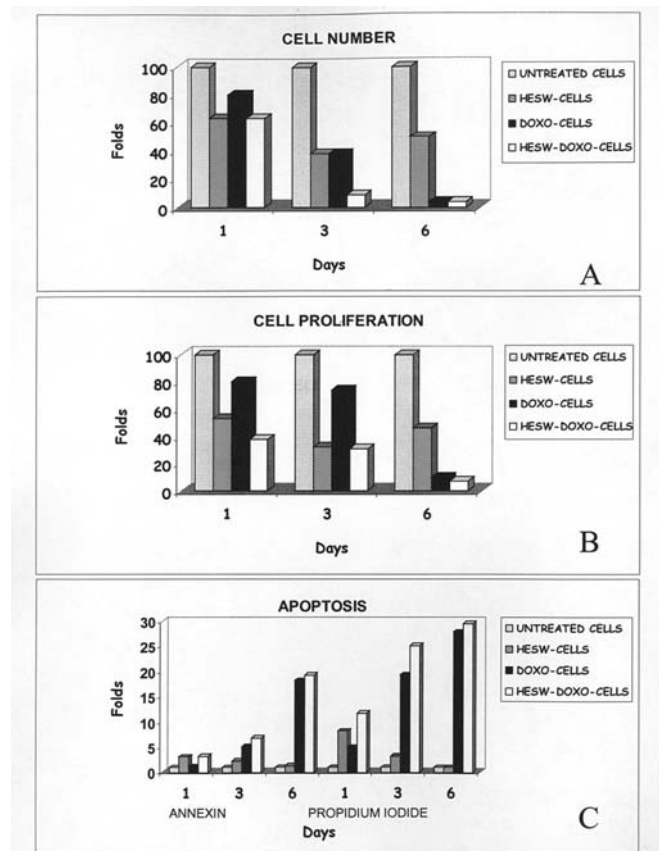 CELL NUMBER
100
80
60
40
20
0
Folds
1 3 6
Days
UNTREATED CELLS
HESW-CELLS
DOXO-CELLS
HESW-DOXO-CELLS
A
CELL PROLIFERATION
100
80
60
40
20
0
Folds
1 3 6
Days
UNTREATED CELLS
HESW-CELLS
DOXO-CELLS
HESW-DOXO-CELLS
B
APOPTOSIS
30
25
20
15
10
5
0
Folds
1 3 6 1 3 6
ANNEXIN PROPIDIUM IODIDE
Days
UNTREATED CELLS
HESW-CELLS
DOXO-CELLS
HESW-DOXO-CELLS
C